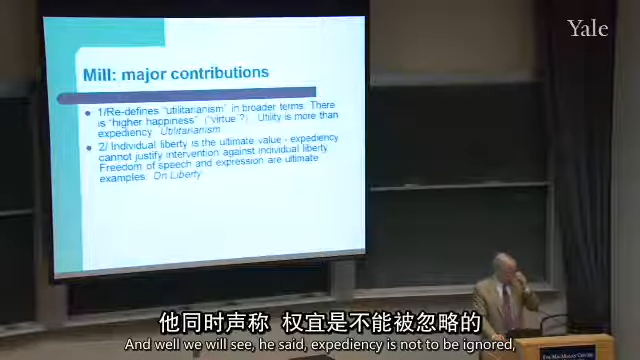 Yale
Mill: major contributions
1/Re-defines "utilitarianism" in broader terms: There
is "higher happiness" ("virtue"?) Utility is more than
expediency. Utilitarianism
2/ Individual liberty is the ultimate value - expediency
cannot justify intervention against individual liberty.
Freedom of speech and expression are ultimate
examples: On Liberty
他同时声称 权宜是不能被忽略的
And well we will see, he said, expediency is not to be ignored,